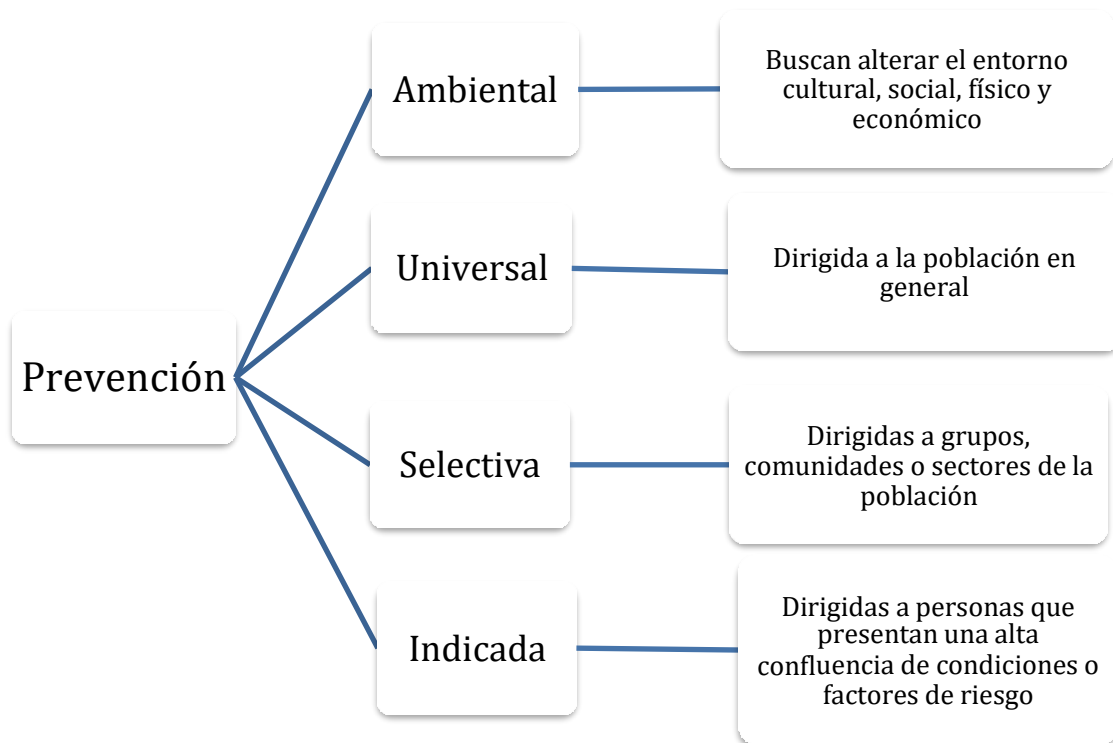 Ambiental
Buscan alterar el entorno
cultural, social, físico y
económico
Universal
Dirigida a la población en
general
Prevención
Selectiva
Dirigidas a grupos,
comunidades o sectores de la
población
Indicada
Dirigidas a personas que
presentan una alta
confluencia de condiciones o
factores de riesgo